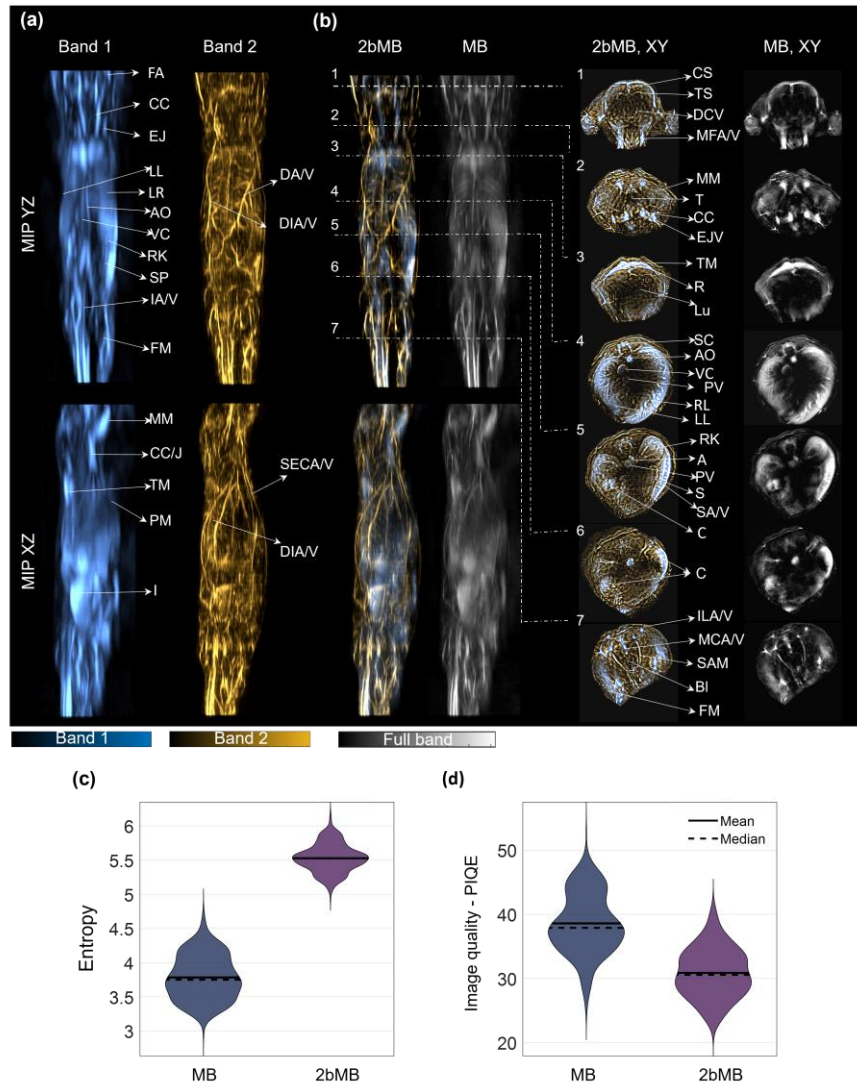 (a)
(b)
Band 1
Band 2
2bMB
MB
2bMB, XY
MB, XY
MIP YZ
FA
CC
EJ
LL
LR
AO
VC
RK
SP
IA/V
FM
DA/V
DIA/V
1
2
3
4
5
6
7
1
CS
TS
DCV
MFA/V
2
MM
T
CC
EJV
3
TM
R
Lu
4
SC
AO
VC
PV
RL
LL
5
RK
A
PV
S
SA/V
C
6
C
7
ILA/V
MCA/V
SAM
Bl
FM
MIP XZ
MM
CC/J
TM
PM
I
SECA/V
DIA/V
Band 1
Band 2
Full band
(c)
Entropy
6
5.5
5
4.5
4
3.5
3
MB
2bMB
(d)
Image quality - PIQE
50
40
30
20
Mean
Median
MB
2bMB